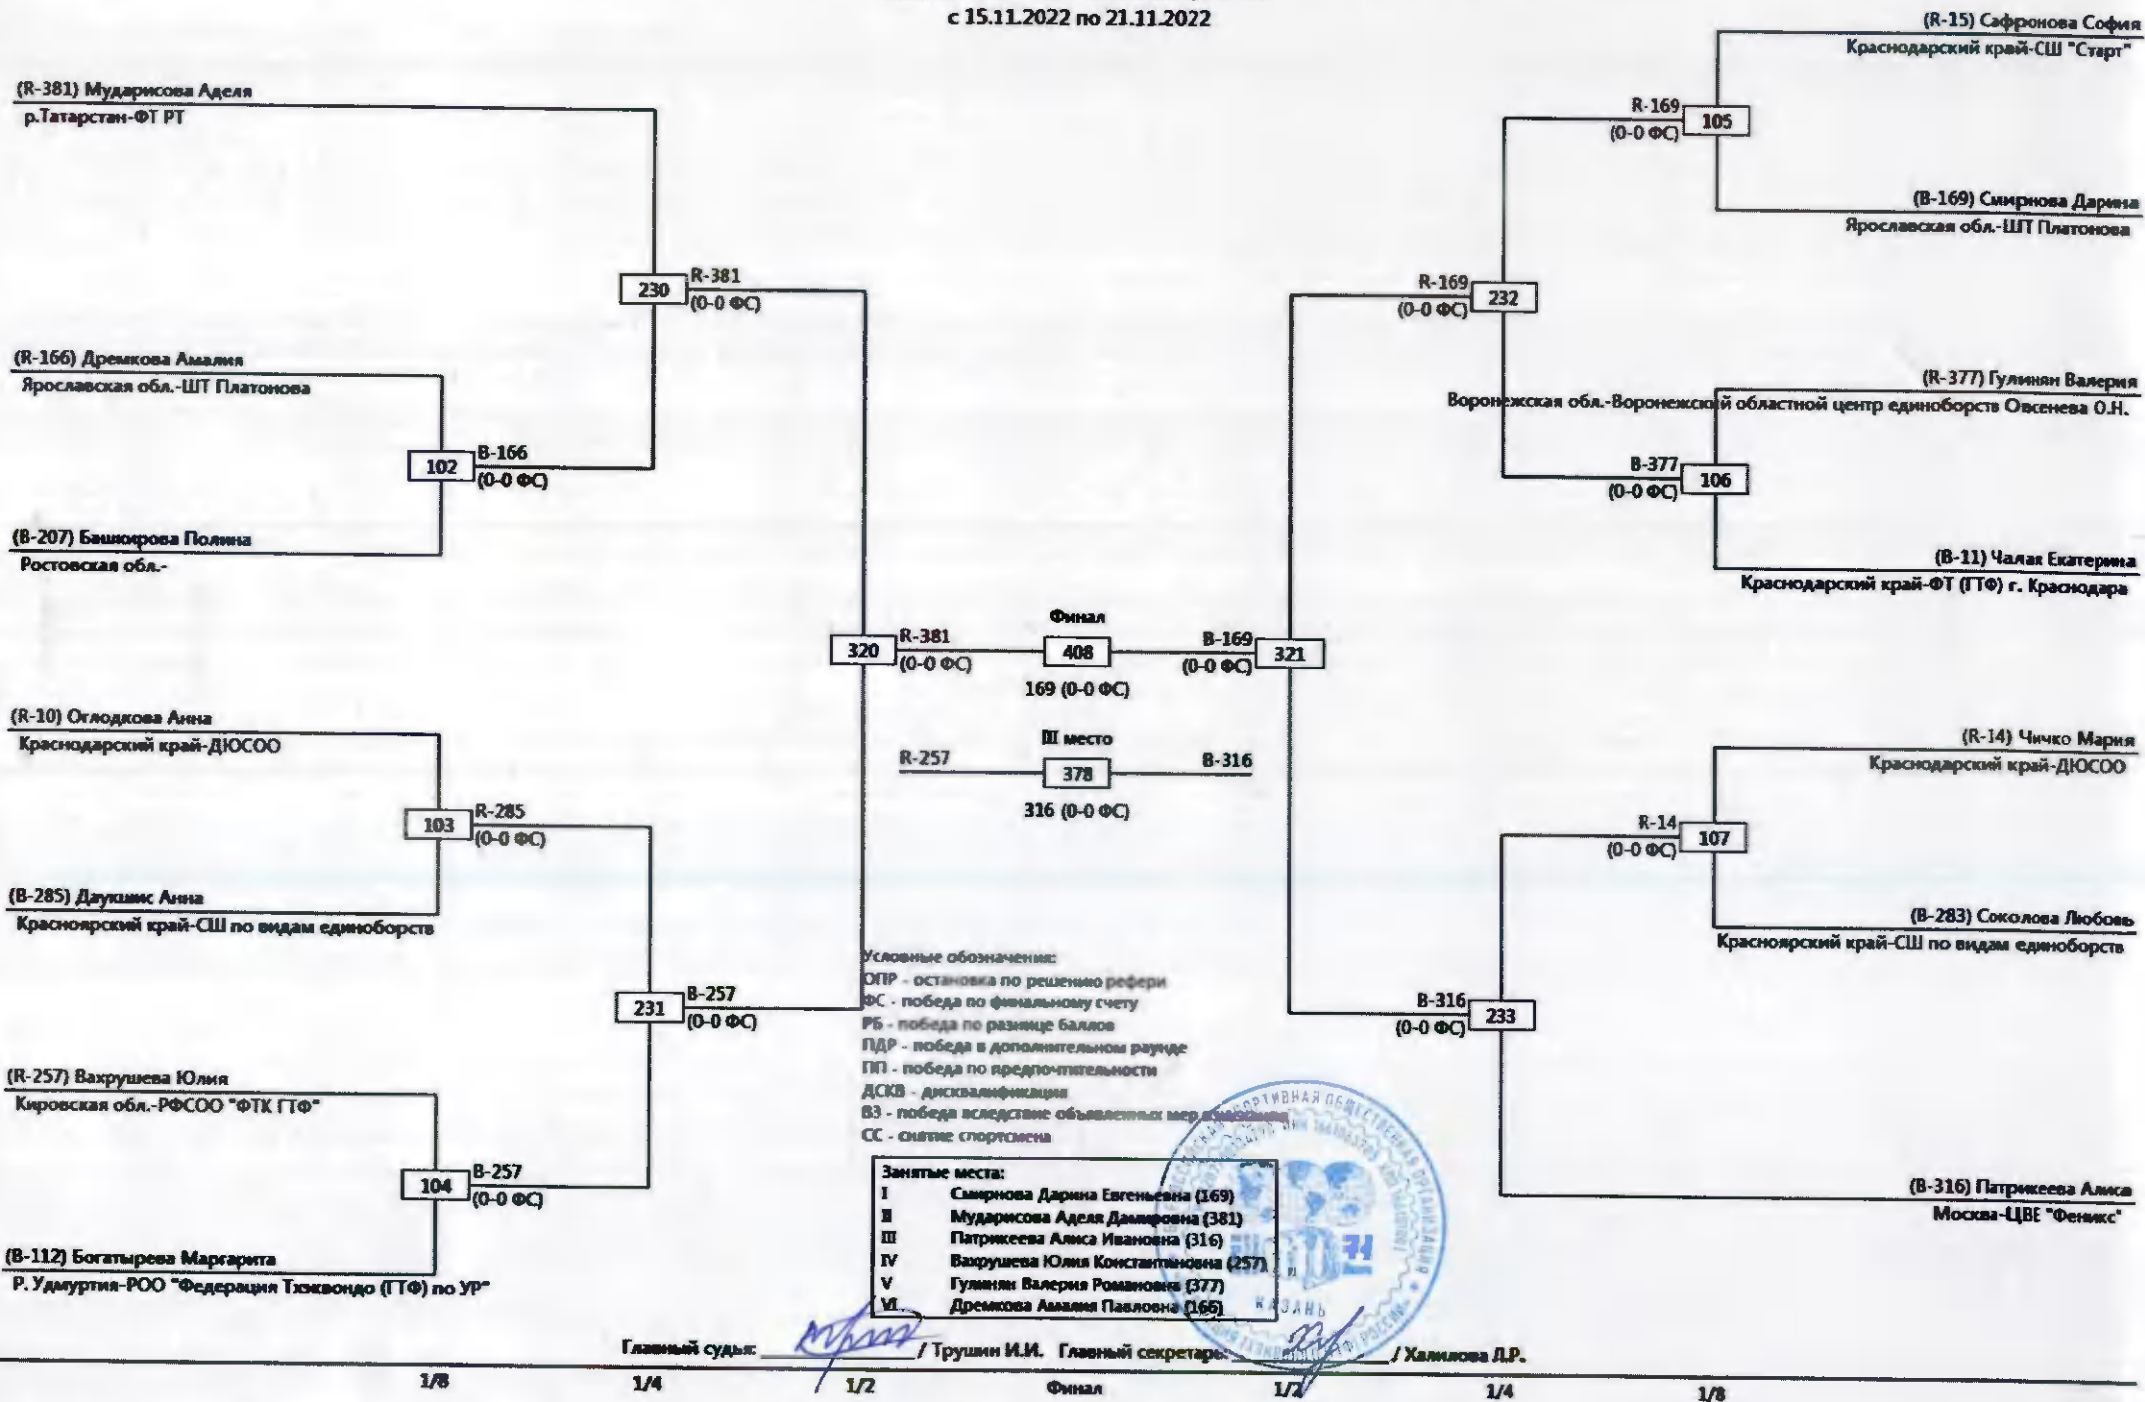 с 15.11.2022 по 21.11.2022
(R-381) Мударисова Аделя
р.Татарстан-ФТ РТ
230
R-381
(0-0 ФС)
(R-166) Дремкова Амалия
Ярославская обл.-ШТ Платонова
102
B-166
(0-0 ФС)
(B-207) Башкирова Полина
Ростовская обл.-
320
R-381
(0-0 ФС)
(R-10) Оглодкова Анна
Краснодарский край-ДЮСОО
103
R-285
(0-0 ФС)
(B-285) Даукшис Анна
Красноярский край-СШ по видам единоборств
231
B-257
(0-0 ФС)
(R-257) Вахрушева Юлия
Кировская обл.-РФСОО "ФТК ГТФ"
104
B-257
(0-0 ФС)
(B-112) Богатырева Маргарита
Р. Удмуртия-РОО "Федерация Тхэквондо (ГТФ) по УР"
Финал
408
169 (0-0 ФС)
III место
R-257
378
B-316
316 (0-0 ФС)
(R-15) Сафронова София
Краснодарский край-СШ "Старт"
R-169
(0-0 ФС)
105
(B-169) Смирнова Дарина
Ярославская обл.-ШТ Платонова
R-169
(0-0 ФС)
232
(R-377) Гулинян Валерия
Воронежская обл.-Воронежский областной центр единоборств Овсенева О.Н.
B-377
(0-0 ФС)
106
(B-11) Чалак Екатерина
Краснодарский край-ФТ (ГТФ) г. Краснодара
B-169
(0-0 ФС)
321
(R-14) Чичко Мария
Краснодарский край-ДЮСОО
R-14
(0-0 ФС)
107
(B-283) Соколова Любовь
Красноярский край-СШ по видам единоборств
B-316
(0-0 ФС)
233
(B-316) Патрикеева Алиса
Москва-ЦВЕ "Феникс"
Условные обозначения:
ОПР - остановка по решению рефери
ФС - победа по финальному счету
РБ - победа по разнице баллов
ПДР - победа в дополнительном раунде
ПП - победа по предпочтительности
ДСКВ - дисквалификация
ВЗ - победа вследствие объявленных мер
СС - снятие спортсмена
Занятые места:
I Смирнова Дарина Евгеньевна (169)
II Мударисова Аделя Дамировна (381)
III Патрикеева Алиса Ивановна (316)
IV Вахрушева Юлия Константиновна (257)
V Гулинян Валерия Романовна (377)
VI Дремкова Амалия Павловна (166)
КАЗАНЬ
Главный судья: / Трушин И.И. Главный секретарь: / Халилова Л.Р.
1/8 1/4 1/2 Финал 1/2 1/4 1/8